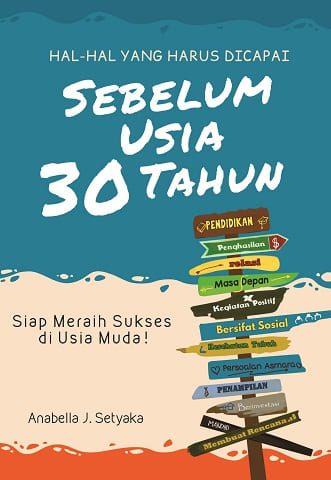 HAL-HAL YANG HARUS DICAPAI
SEBELUM
USIA
30 TAHUN
PENDIDIKAN
Penghasilan
$
relasi
Masa Depan
Kegiatan Positif
Bersifat Sosial
Kesehatan Tubuh
Persoalan Asmara
PENAMPILAN
Berinvestasi
MANDIRI
Membuat Rencana
Siap Meraih Sukses
di Usia Muda!
Anabella J. Setyaka